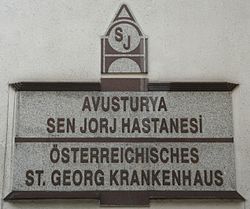 SJ
AVUSTURYA
SEN JORJ HASTANESİ
ÖSTERREICHISCHES
ST. GEORG KRANKENHAUS